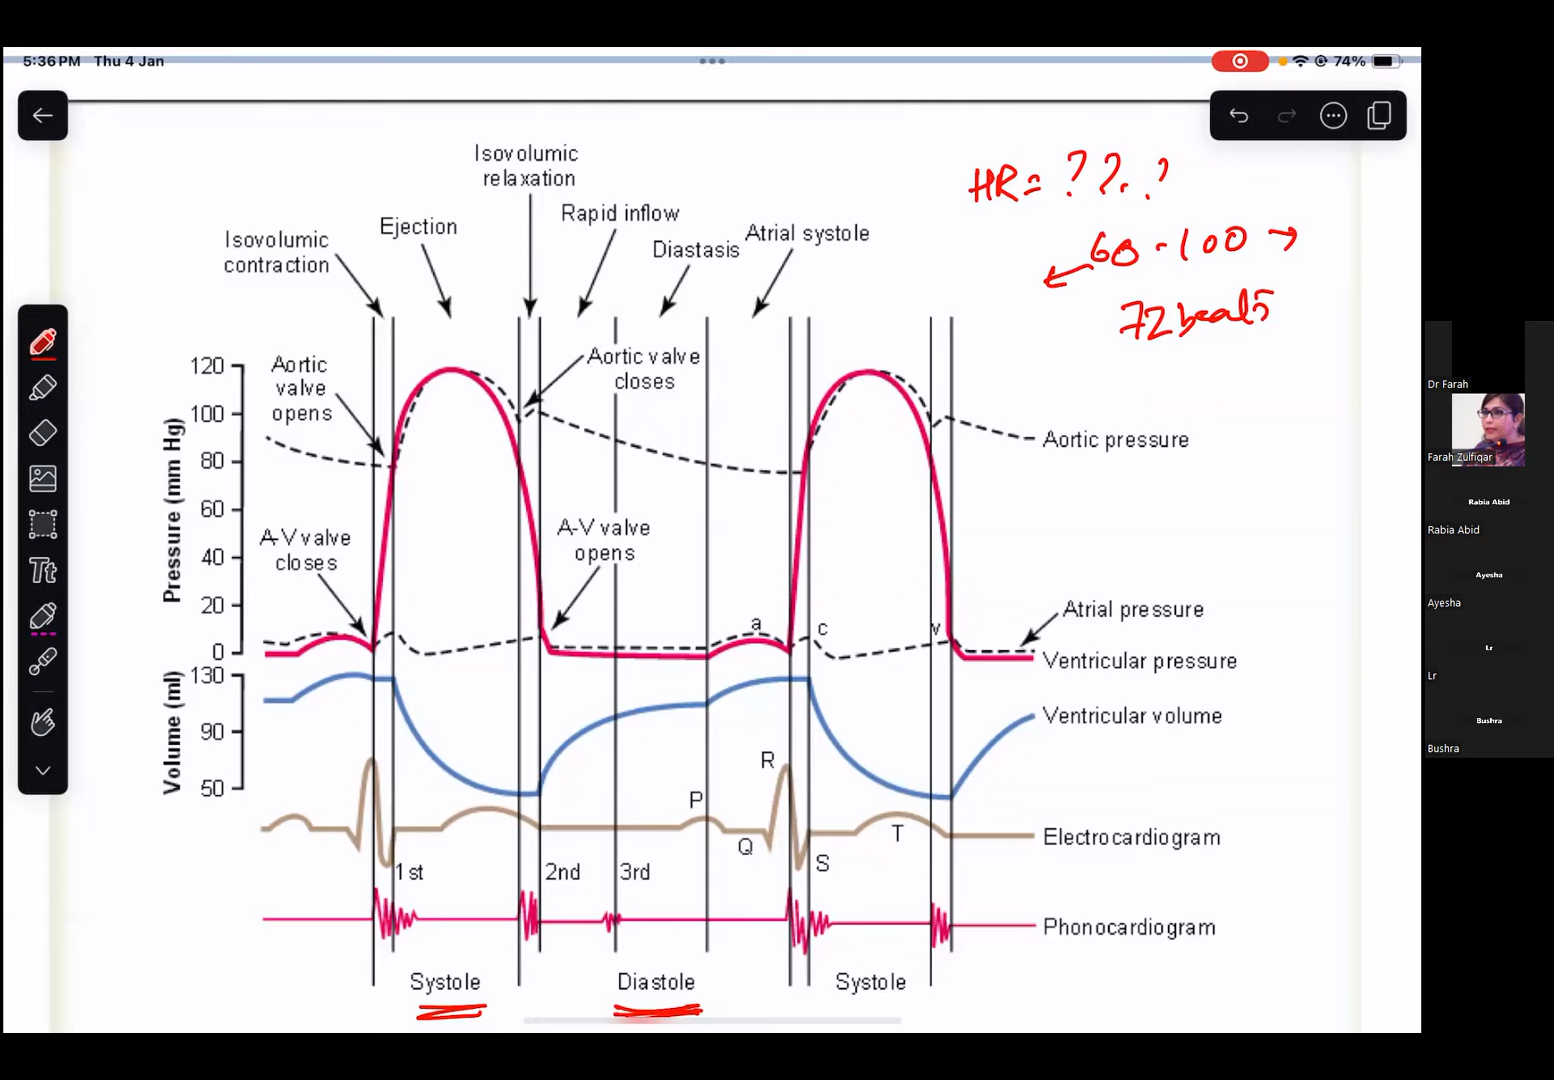 5:36 PM Thu 4 Jan
74%
HR = ? ?. ?
60 - 100 →
72 beats
Isovolumic
relaxation
Ejection
Rapid inflow
Isovolumic
contraction
Diastasis
Atrial systole
Aortic
valve
opens
Aortic valve
closes
A-V valve
closes
A-V valve
opens
Pressure (mm Hg)
120
100
80
60
40
20
0
a
c
v
Aortic pressure
Atrial pressure
Ventricular pressure
Volume (ml)
130
90
50
Ventricular volume
R
P
Q
S
T
Electrocardiogram
1st
2nd
3rd
Phonocardiogram
Systole
Diastole
Systole
Tt
Dr Farah
Farah Zulfiqar
Rabia Abid
Rabia Abid
Ayesha
Ayesha
Lr
Lr
Bushra
Bushra